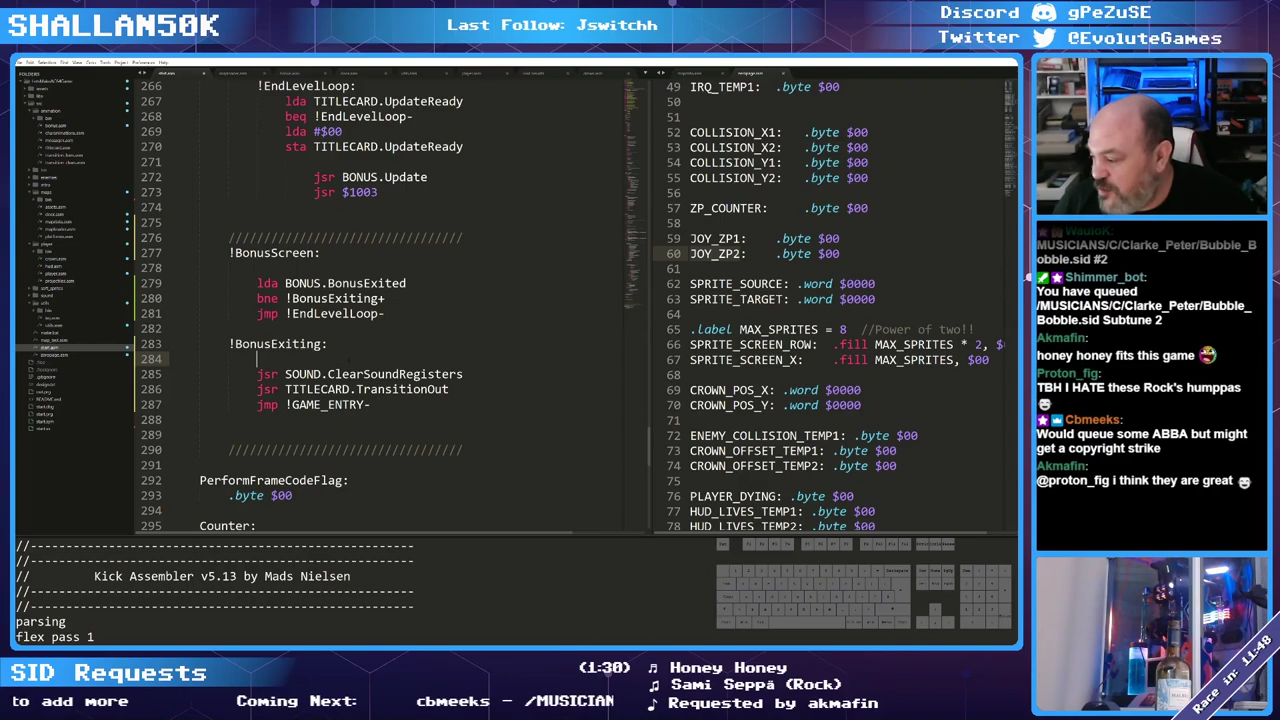 SHALLAN50K
Last Follow: Jswitchh
Discord gPeZuSE
Twitter @EvoluteGames
FOLDERS
266 !EndLevelLoop:
267 lda TITLECARD.UpdateReady
268 beq !EndLevelLoop-
269 lda #$00
270 sta TITLECARD.UpdateReady
271
272 jsr BONUS.Update
273 jsr $1003
274
275
276 /////////////////////////////////
277 !BonusScreen:
278
279 lda BONUS.BonusExited
280 bne !BonusExiting+
281 jmp !EndLevelLoop-
282
283 !BonusExiting:
284
285 jsr SOUND.ClearSoundRegisters
286 jsr TITLECARD.TransitionOut
287 jmp !GAME_ENTRY-
288
289
290 /////////////////////////////////
291
292 PerformFrameCodeFlag:
293 .byte $00
294
295 Counter:
49 IRQ_TEMP1: .byte $00
50
51
52 COLLISION_X1: .byte $00
53 COLLISION_X2: .byte $00
54 COLLISION_Y1: .byte $00
55 COLLISION_Y2: .byte $00
56
57 ZP_COUNTER: .byte $00
58
59 JOY_ZP1: .byte $00
60 JOY_ZP2: .byte $00
61
62 SPRITE_SOURCE: .word $0000
63 SPRITE_TARGET: .word $0000
64
65 .label MAX_SPRITES = 8 //Power of two!!
66 SPRITE_SCREEN_ROW: .fill MAX_SPRITES * 2,
67 SPRITE_SCREEN_X: .fill MAX_SPRITES, $00
68
69 CROWN_POS_X: .word $0000
70 CROWN_POS_Y: .word $0000
71
72 ENEMY_COLLISION_TEMP1: .byte $00
73 CROWN_OFFSET_TEMP1: .byte $00
74 CROWN_OFFSET_TEMP2: .byte $00
75
76 PLAYER_DYING: .byte $00
77 HUD_LIVES_TEMP1: .byte $00
78 HUD_LIVES_TEMP2: .byte $00
//------------------------------------------------------
//------------------------------------------------------
// Kick Assembler v5.13 by Mads Nielsen
//------------------------------------------------------
//------------------------------------------------------
parsing
flex pass 1
WauloK:
MUSICIANS/C/Clarke_Peter/Bubble_B
obble.sid #2
Shimmer_bot:
You have queued
/MUSICIANS/C/Clarke_Peter/Bubble_
Bobble.sid Subtune 2
Akmafin:
honey honey fits this game
Proton_fig:
TBH I HATE these Rock's humppas
Cbmeeks:
Would queue some ABBA but might
get a copyright strike
Akmafin:
@proton_fig i think they are great
SID Requests
to add more
Coming Next:
cbmeeks - /MUSICIAN
(1:30) Honey Honey
Sami Seppä (Rock)
Requested by akmafin
Race in: 11:48